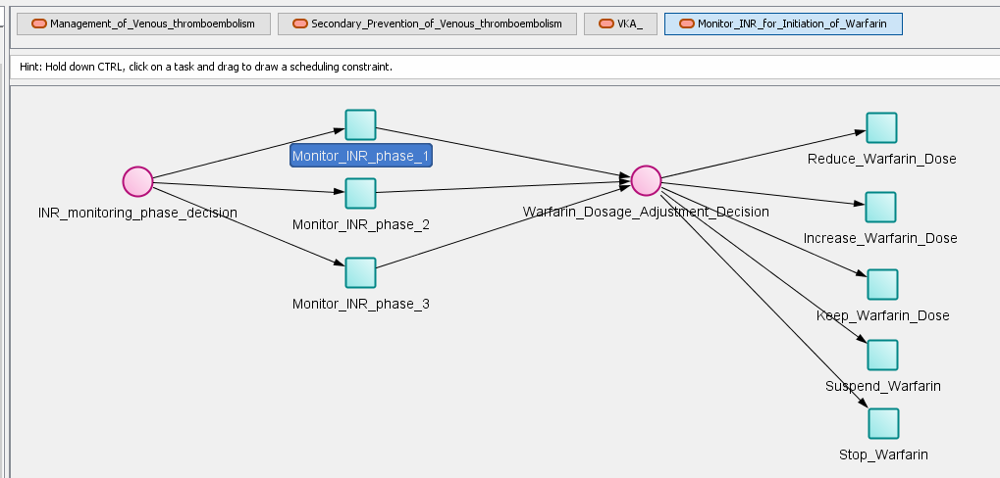 Management_of_Venous_thromboembolism
Secondary_Prevention_of_Venous_thromboembolism
VKA_
Monitor_INR_for_Initiation_of_Warfarin
Hint: Hold down CTRL, click on a task and drag to draw a scheduling constraint.
Monitor_INR_phase_1
INR_monitoring_phase_decision
Monitor_INR_phase_2
Monitor_INR_phase_3
Warfarin_Dosage_Adjustment_Decision
Reduce_Warfarin_Dose
Increase_Warfarin_Dose
Keep_Warfarin_Dose
Suspend_Warfarin
Stop_Warfarin